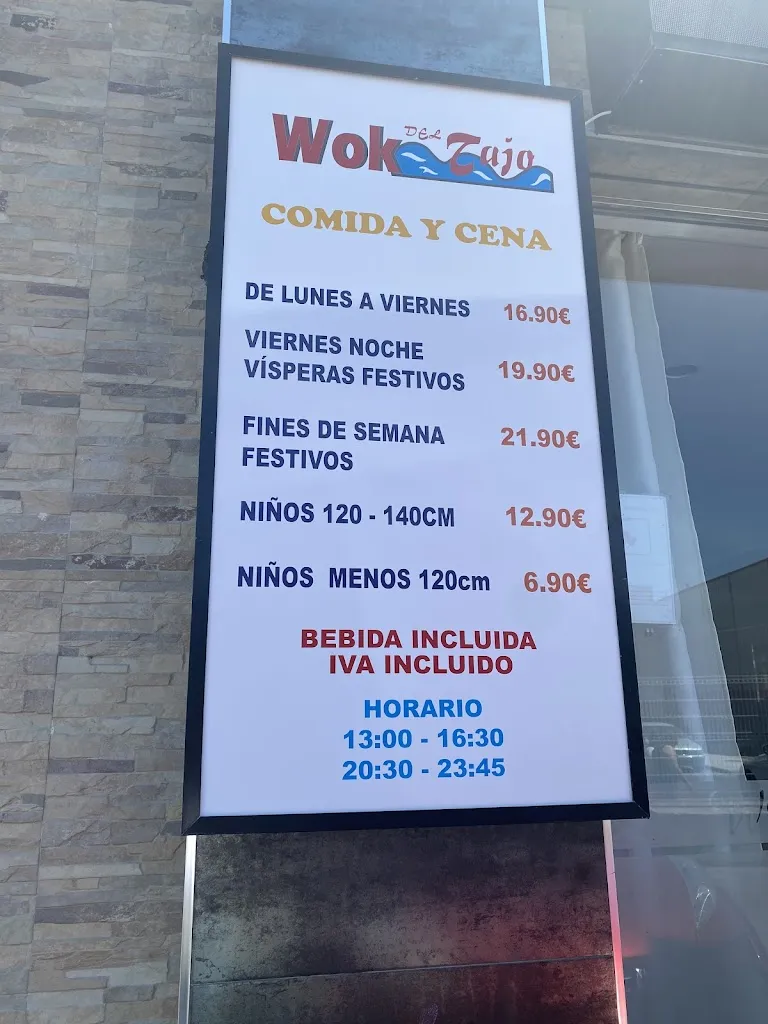 Wok DEL Tajo
COMIDA Y CENA
DE LUNES A VIERNES 16.90€
VIERNES NOCHE
VÍSPERAS FESTIVOS 19.90€
FINES DE SEMANA 21.90€
FESTIVOS
NIÑOS 120 - 140CM 12.90€
NIÑOS MENOS 120cm 6.90€
BEBIDA INCLUIDA
IVA INCLUIDO
HORARIO
13:00 - 16:30
20:30 - 23:45